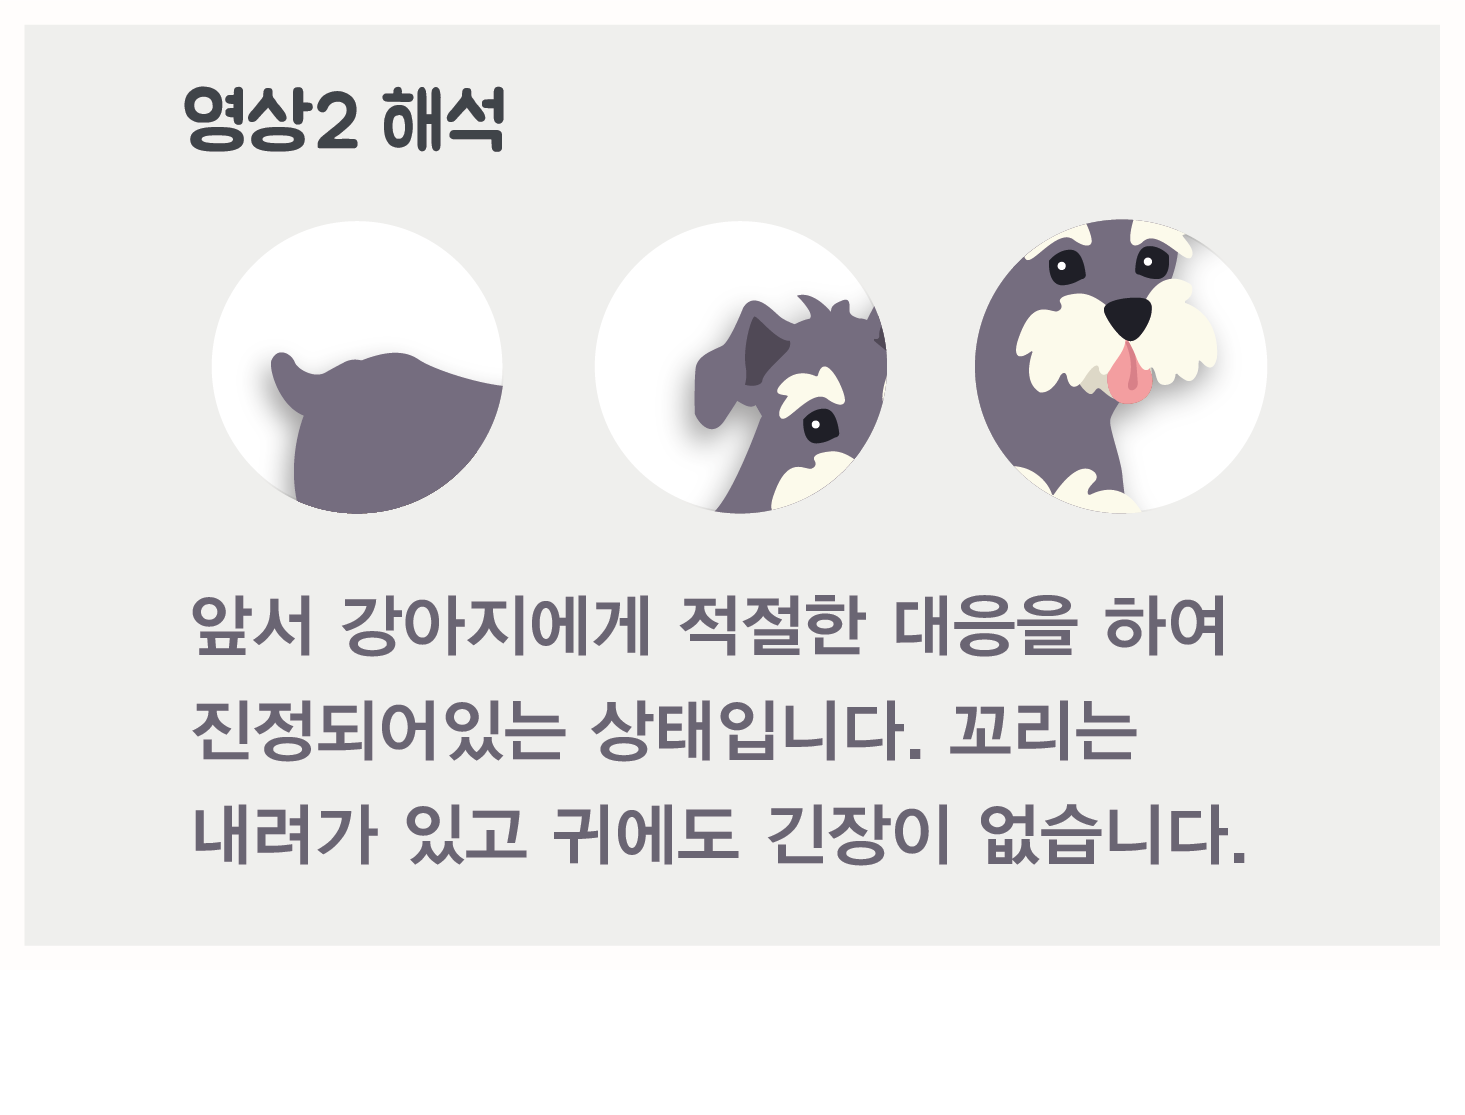 영상2 해석
앞서 강아지에게 적절한 대응을 하여
진정되어있는 상태입니다. 꼬리는
내려가 있고 귀에도 긴장이 없습니다.